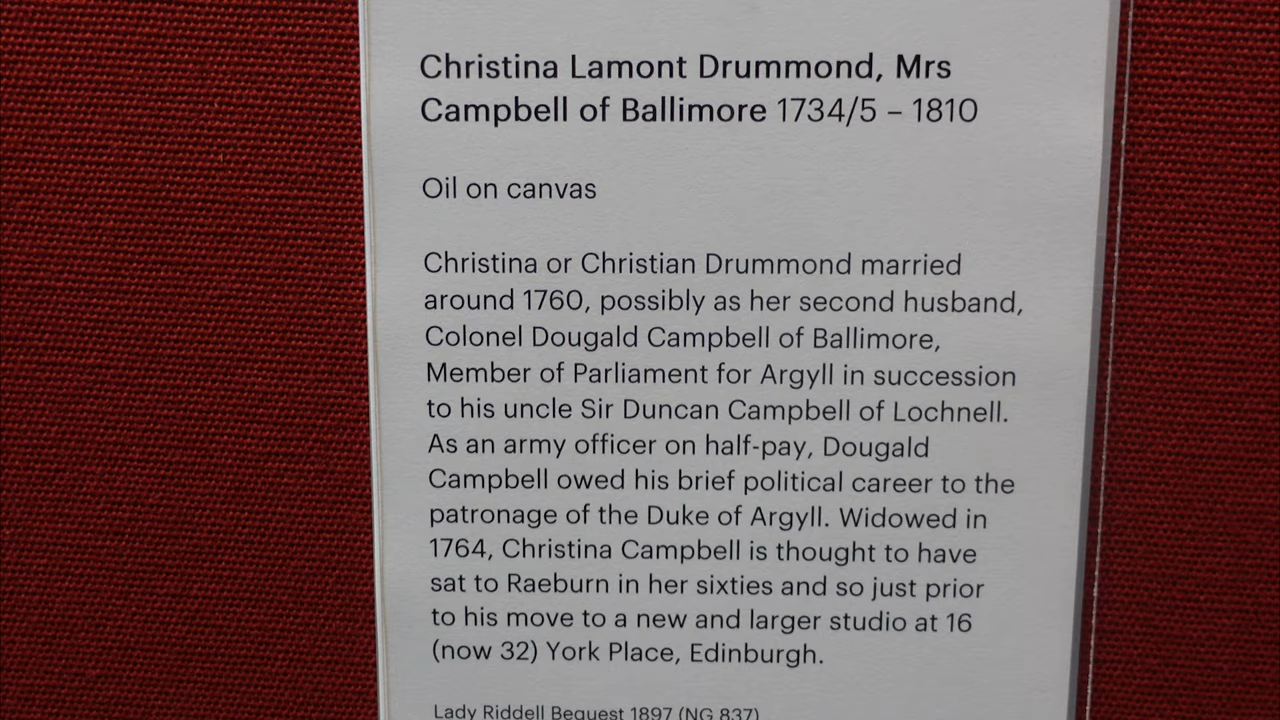 Christina Lamont Drummond, Mrs
Campbell of Ballimore 1734/5 – 1810
Oil on canvas
Christina or Christian Drummond married
around 1760, possibly as her second husband,
Colonel Dougald Campbell of Ballimore,
Member of Parliament for Argyll in succession
to his uncle Sir Duncan Campbell of Lochnell.
As an army officer on half-pay, Dougald
Campbell owed his brief political career to the
patronage of the Duke of Argyll. Widowed in
1764, Christina Campbell is thought to have
sat to Raeburn in her sixties and so just prior
to his move to a new and larger studio at 16
(now 32) York Place, Edinburgh.
Lady Riddell Bequest 1897 (NG 837)